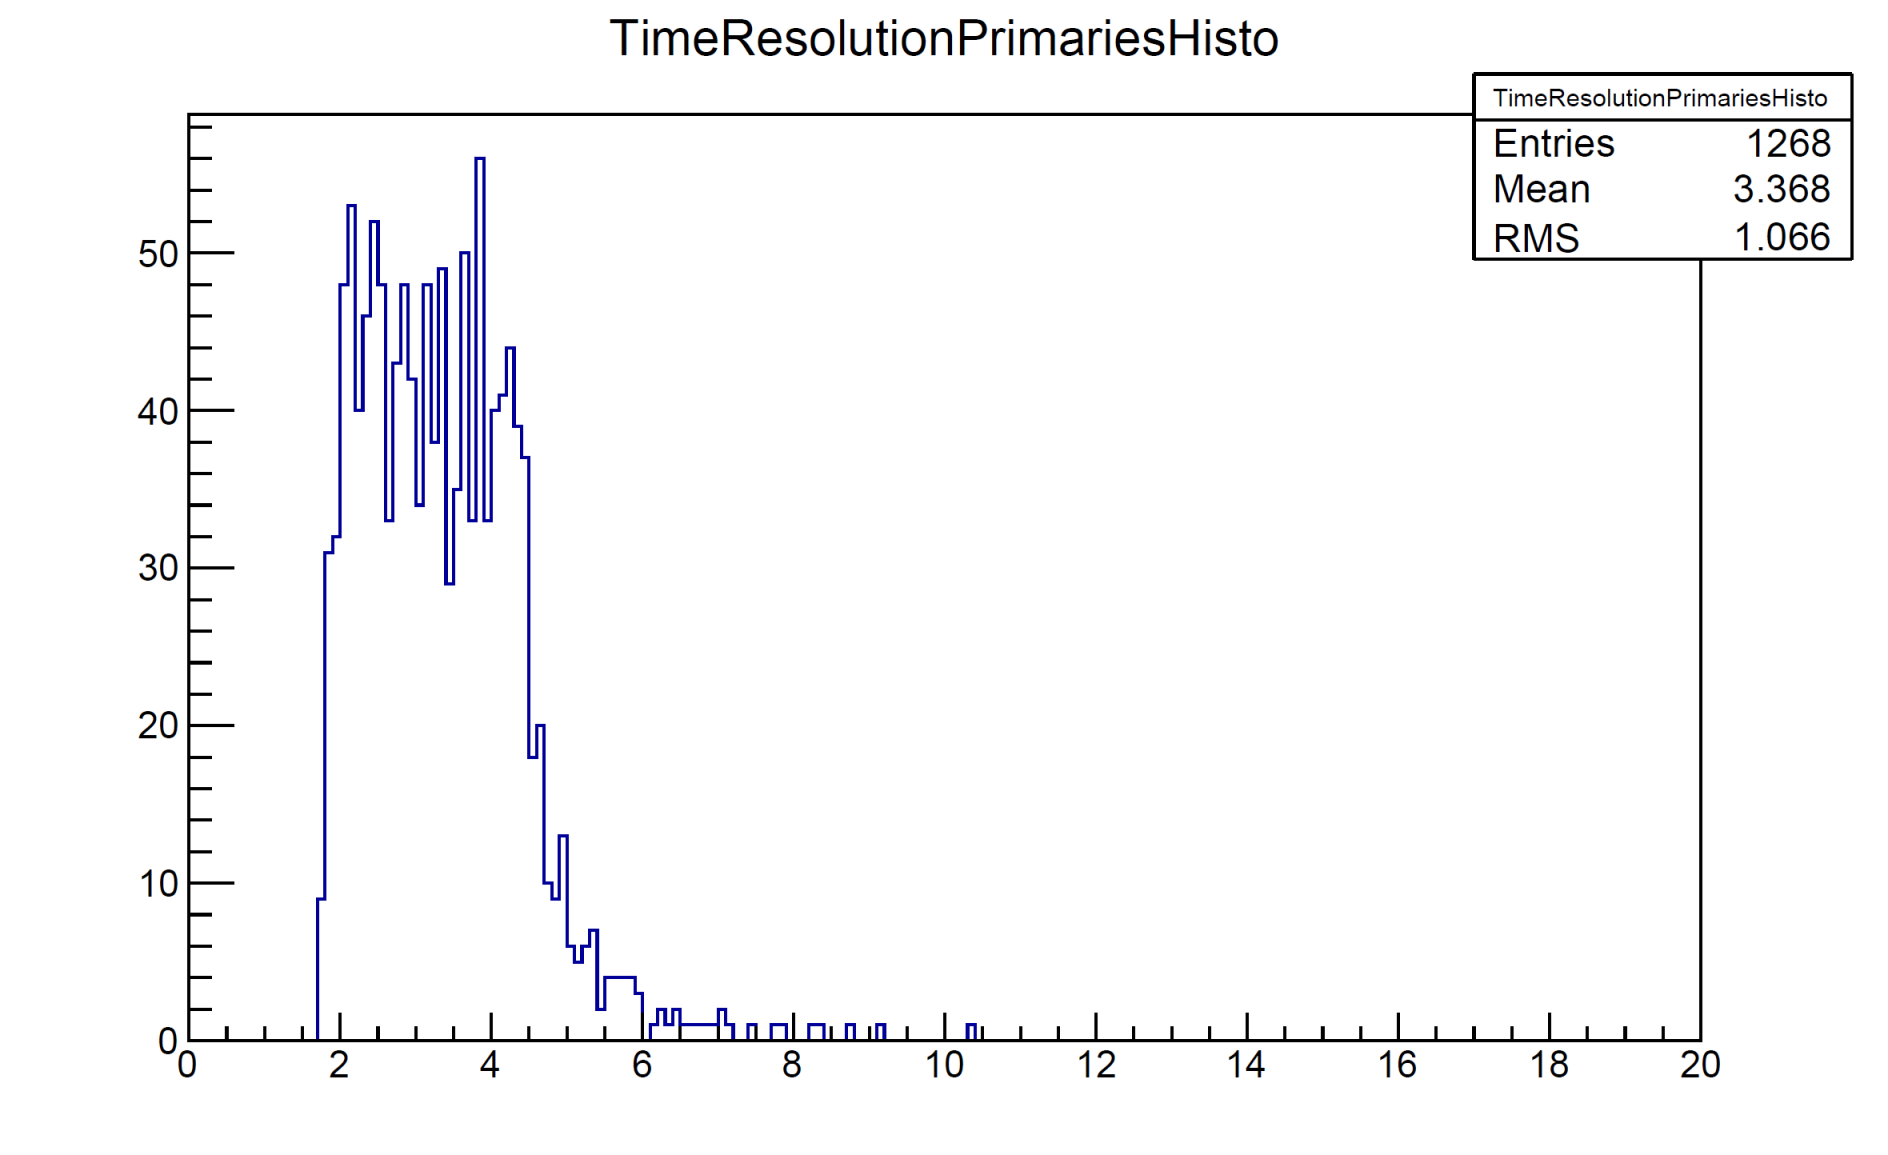 TimeResolutionPrimariesHisto
TimeResolutionPrimariesHisto
Entries 1268
Mean 3.368
RMS 1.066
50
40
30
20
10
0
0 2 4 6 8 10 12 14 16 18 20